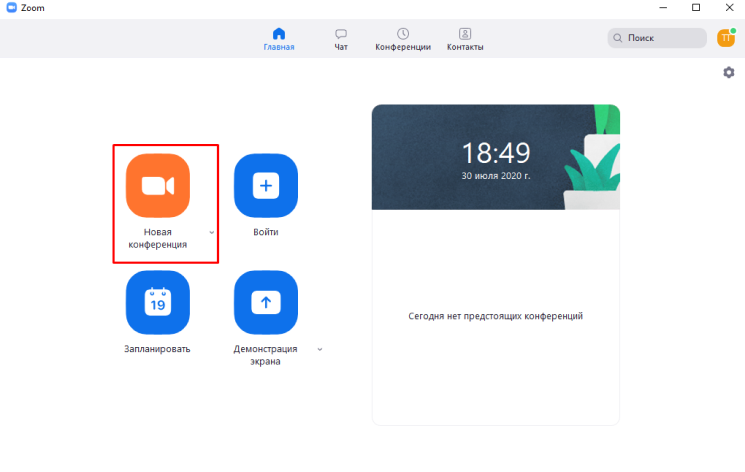 Zoom
Главная
Чат
Конференции
Контакты
Поиск
ТГ
18:49
30 июля 2020 г.
Новая
конференция
Войти
19
Запланировать
Демонстрация
экрана
Сегодня нет предстоящих конференций